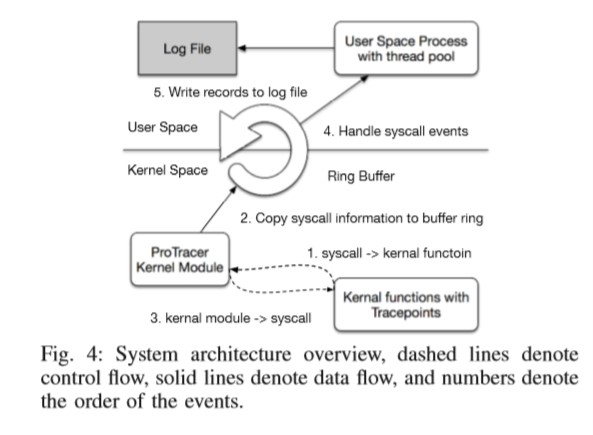 Log File
User Space Process
with thread pool
5. Write records to log file
User Space
4. Handle syscall events
Kernel Space
Ring Buffer
2. Copy syscall information to buffer ring
ProTracer
Kernel Module
1. syscall -> kernal functoin
Kernal functions with
Tracepoints
3. kernal module -> syscall
Fig. 4: System architecture overview, dashed lines denote
control flow, solid lines denote data flow, and numbers denote
the order of the events.